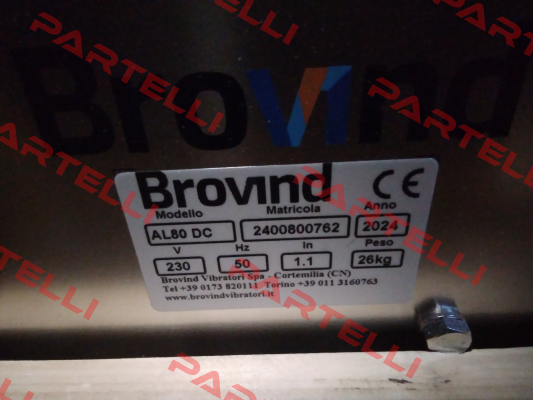 Brovind
PARTELLI
PARTELLI
PARTELLI
PARTELLI
PARTELLI
PARTELLI
PARTELLI
PARTELLI
Brovind CE
Modello Matricola Anno
AL80 DC 2400800762 2024
V Hz In Peso
230 50 1.1 26kg
Brovind Vibratori Spa - Cortemilia (CN)
Tel +39 0173 820111 Torino +39 011 3160763
www.brovindvibratori.it